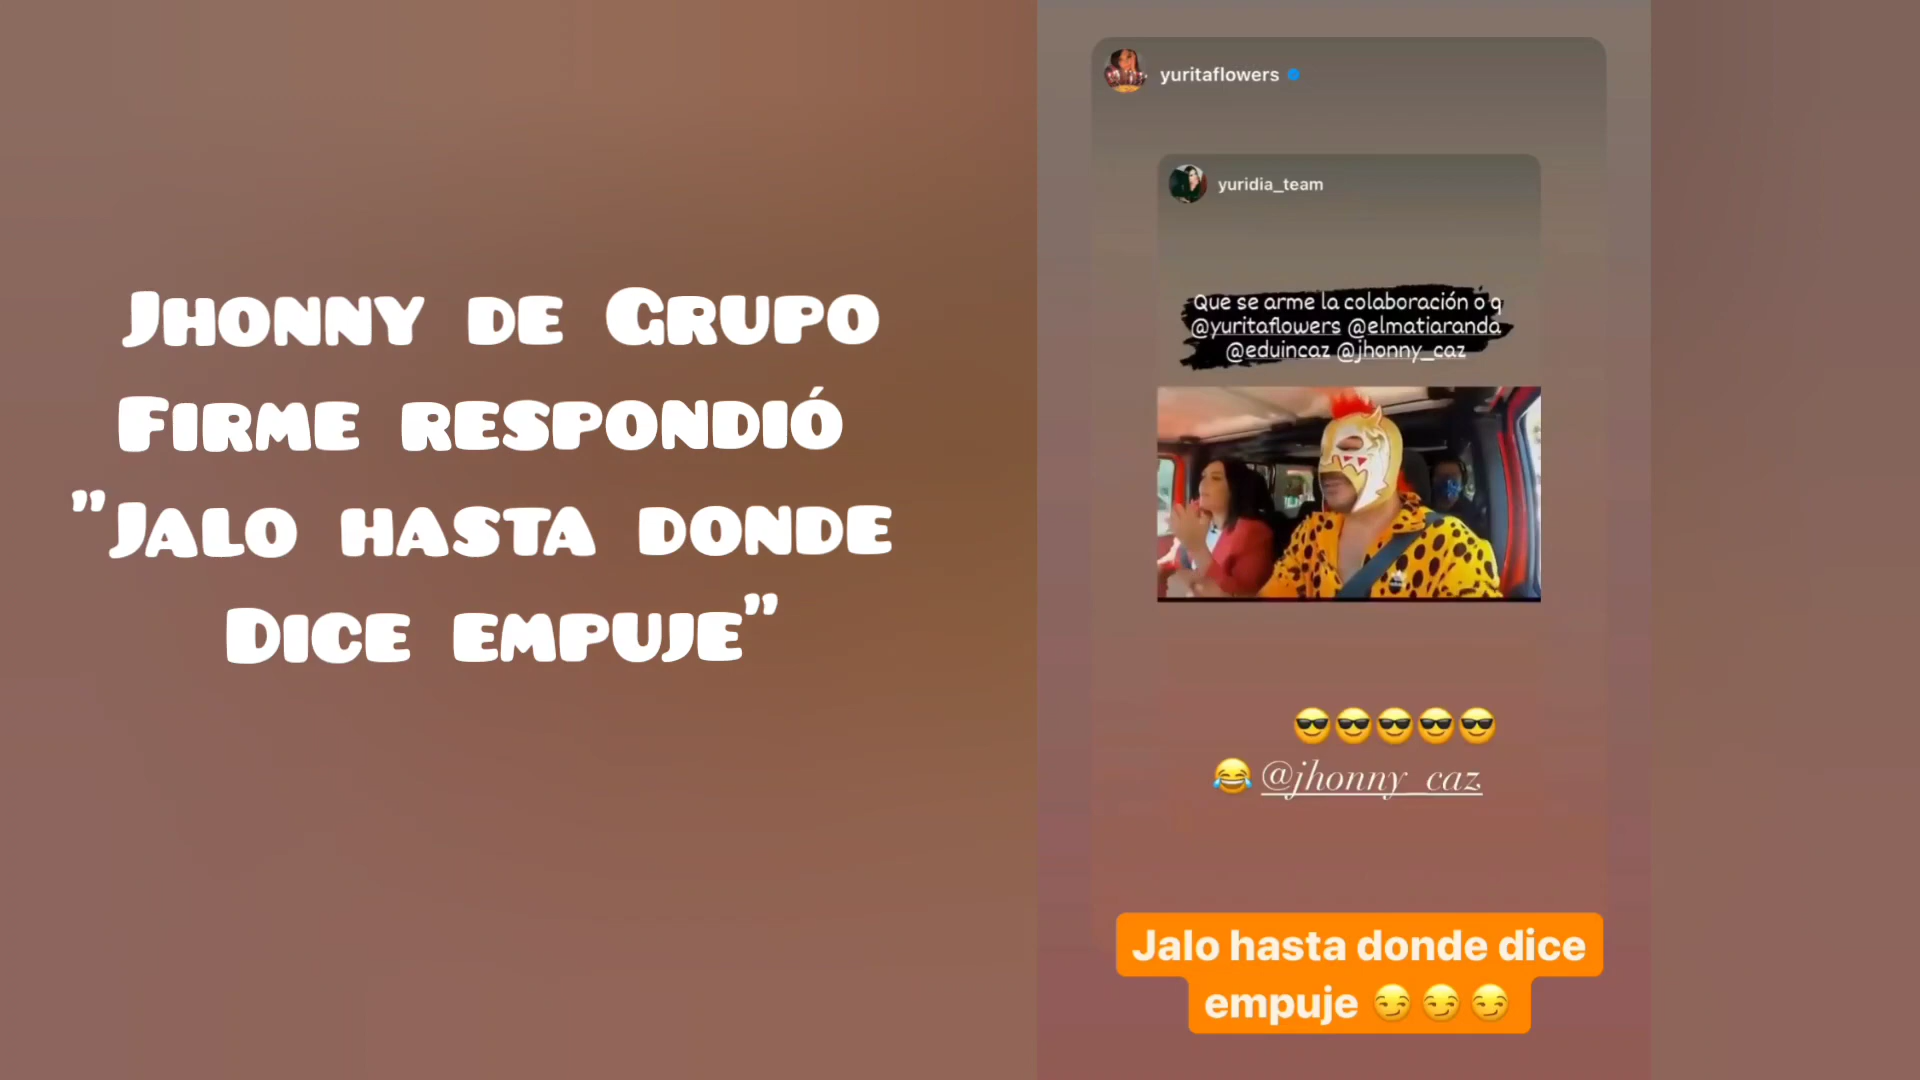 Jhonny de Grupo
Firme respondió
"Jalo hasta donde
Dice empuje"
yuritaflowers
yuridia_team
Que se arme la colaboración o q
@yuritaflowers @elmatiaranda
@eduincaz @jhonny_caz
@jhonny_caz
Jalo hasta donde dice
empuje